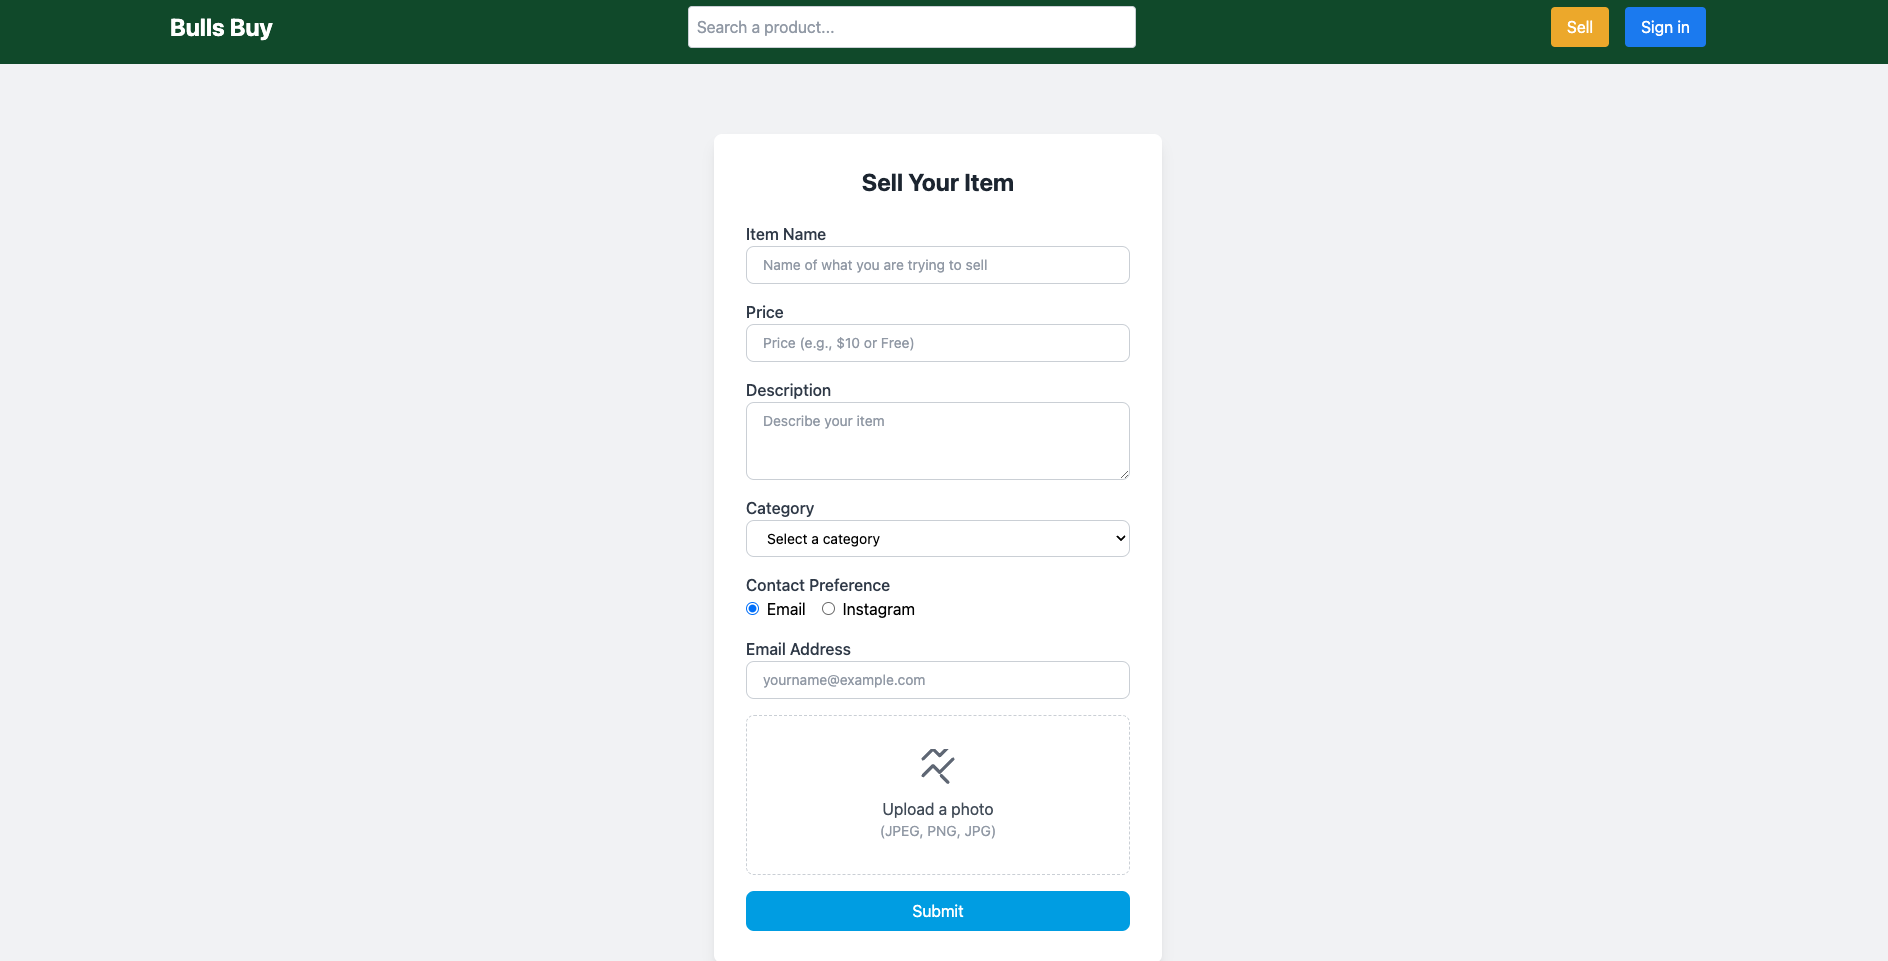 Bulls Buy
Search a product...
Sell
Sign in
Sell Your Item
Item Name
Name of what you are trying to sell
Price
Price (e.g., $10 or Free)
Description
Describe your item
Category
Select a category
Contact Preference
Email
Instagram
Email Address
yourname@example.com
Upload a photo
(JPEG, PNG, JPG)
Submit